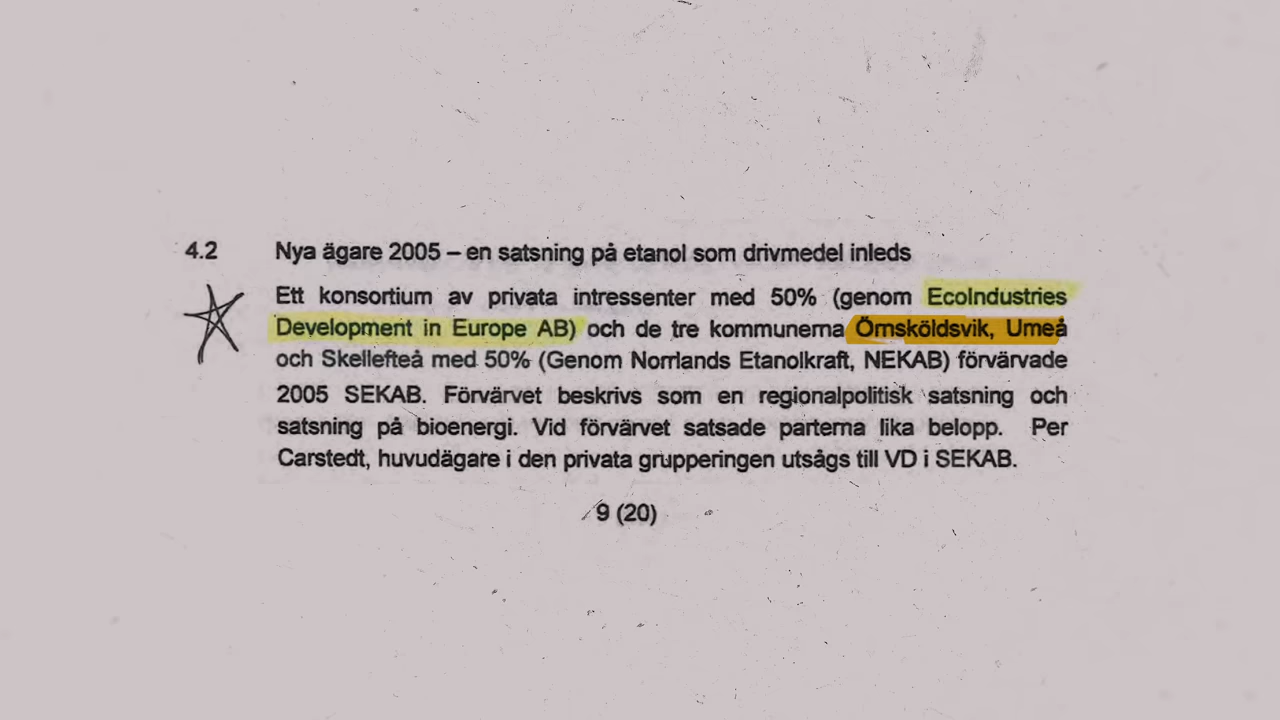 4.2 Nya ägare 2005 – en satsning på etanol som drivmedel inleds
Ett konsortium av privata intressenter med 50% (genom EcoIndustries
Development in Europe AB) och de tre kommunerna Örnsköldsvik, Umeå
och Skellefteå med 50% (Genom Norrlands Etanolkraft, NEKAB) förvärvade
2005 SEKAB. Förvärvet beskrivs som en regionalpolitisk satsning och
satsning på bioenergi. Vid förvärvet satsade parterna lika belopp. Per
Carstedt, huvudägare i den privata grupperingen utsågs till VD i SEKAB.
9 (20)